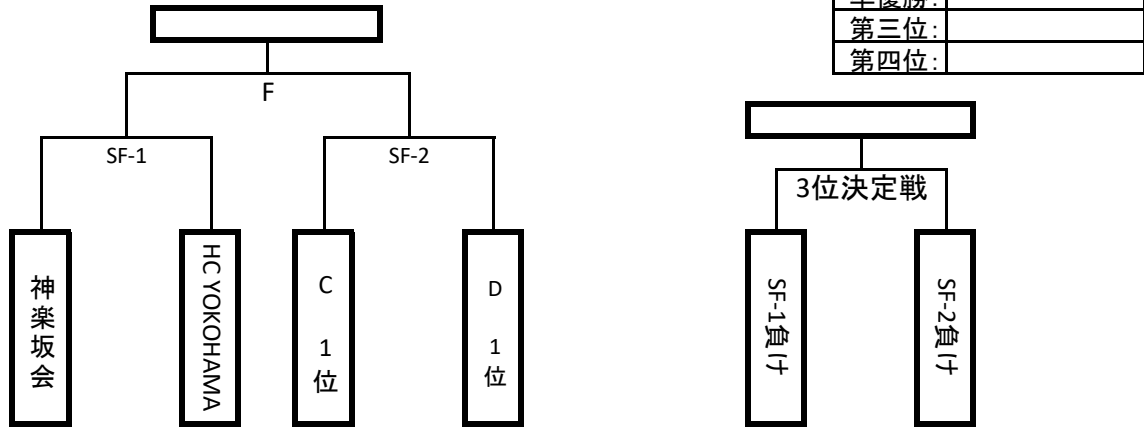 準優勝:
第三位:
第四位:
F
SF-1
SF-2
3位決定戦
神楽坂会
HC YOKOHAMA
C 1位
D 1位
SF-1負け
SF-2負け